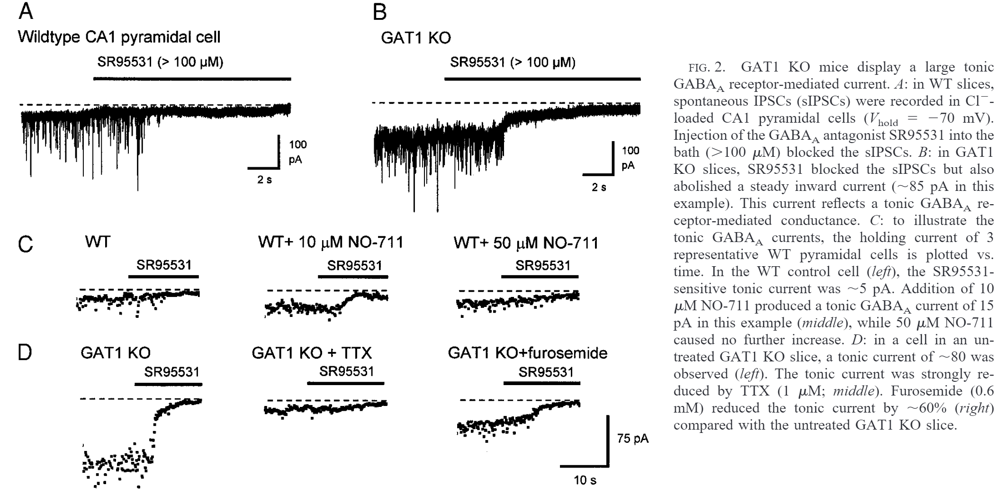 A
Wildtype CA1 pyramidal cell
SR95531 (> 100 µM)
100
pA
2 s
B
GAT1 KO
SR95531 (> 100 µM)
100
pA
2 s
C
WT
SR95531
WT+ 10 µM NO-711
SR95531
WT+ 50 µM NO-711
SR95531
D
GAT1 KO
SR95531
GAT1 KO + TTX
SR95531
GAT1 KO+furosemide
SR95531
75 pA
10 s
FIG. 2. GAT1 KO mice display a large tonic
GABAA receptor-mediated current. A: in WT slices,
spontaneous IPSCs (sIPSCs) were recorded in Cl−-
loaded CA1 pyramidal cells (Vhold = −70 mV).
Injection of the GABAA antagonist SR95531 into the
bath (>100 µM) blocked the sIPSCs. B: in GAT1
KO slices, SR95531 blocked the sIPSCs but also
abolished a steady inward current (~85 pA in this
example). This current reflects a tonic GABAA re-
ceptor-mediated conductance. C: to illustrate the
tonic GABAA currents, the holding current of 3
representative WT pyramidal cells is plotted vs.
time. In the WT control cell (left), the SR95531-
sensitive tonic current was ~5 pA. Addition of 10
µM NO-711 produced a tonic GABAA current of 15
pA in this example (middle), while 50 µM NO-711
caused no further increase. D: in a cell in an un-
treated GAT1 KO slice, a tonic current of ~80 was
observed (left). The tonic current was strongly re-
duced by TTX (1 µM; middle). Furosemide (0.6
mM) reduced the tonic current by ~60% (right)
compared with the untreated GAT1 KO slice.